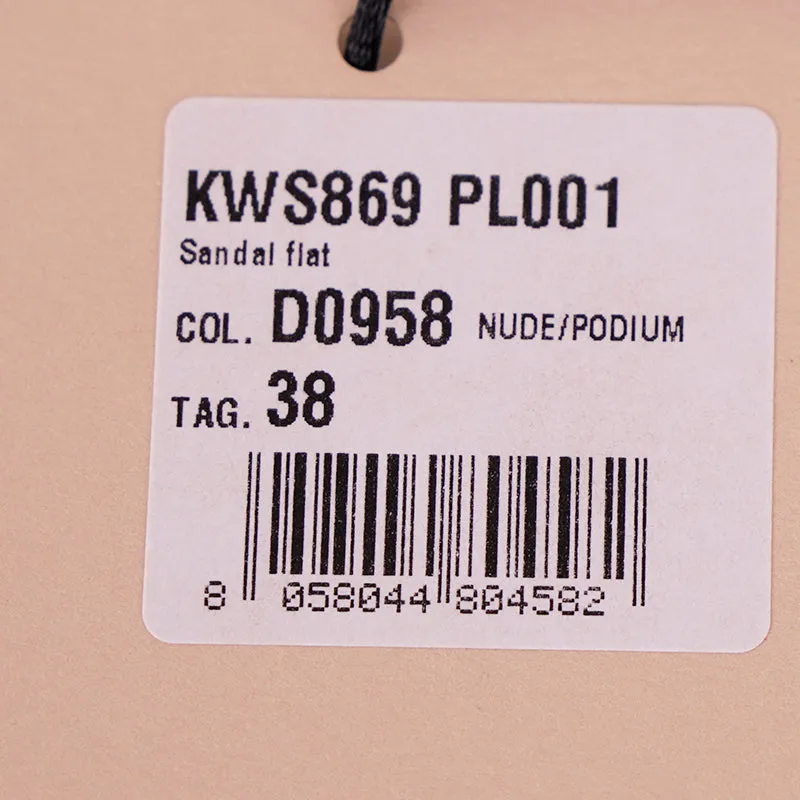 KWS869 PL001
Sandal flat
COL. D0958 NUDE/PODIUM
TAG. 38
8 058044 804582